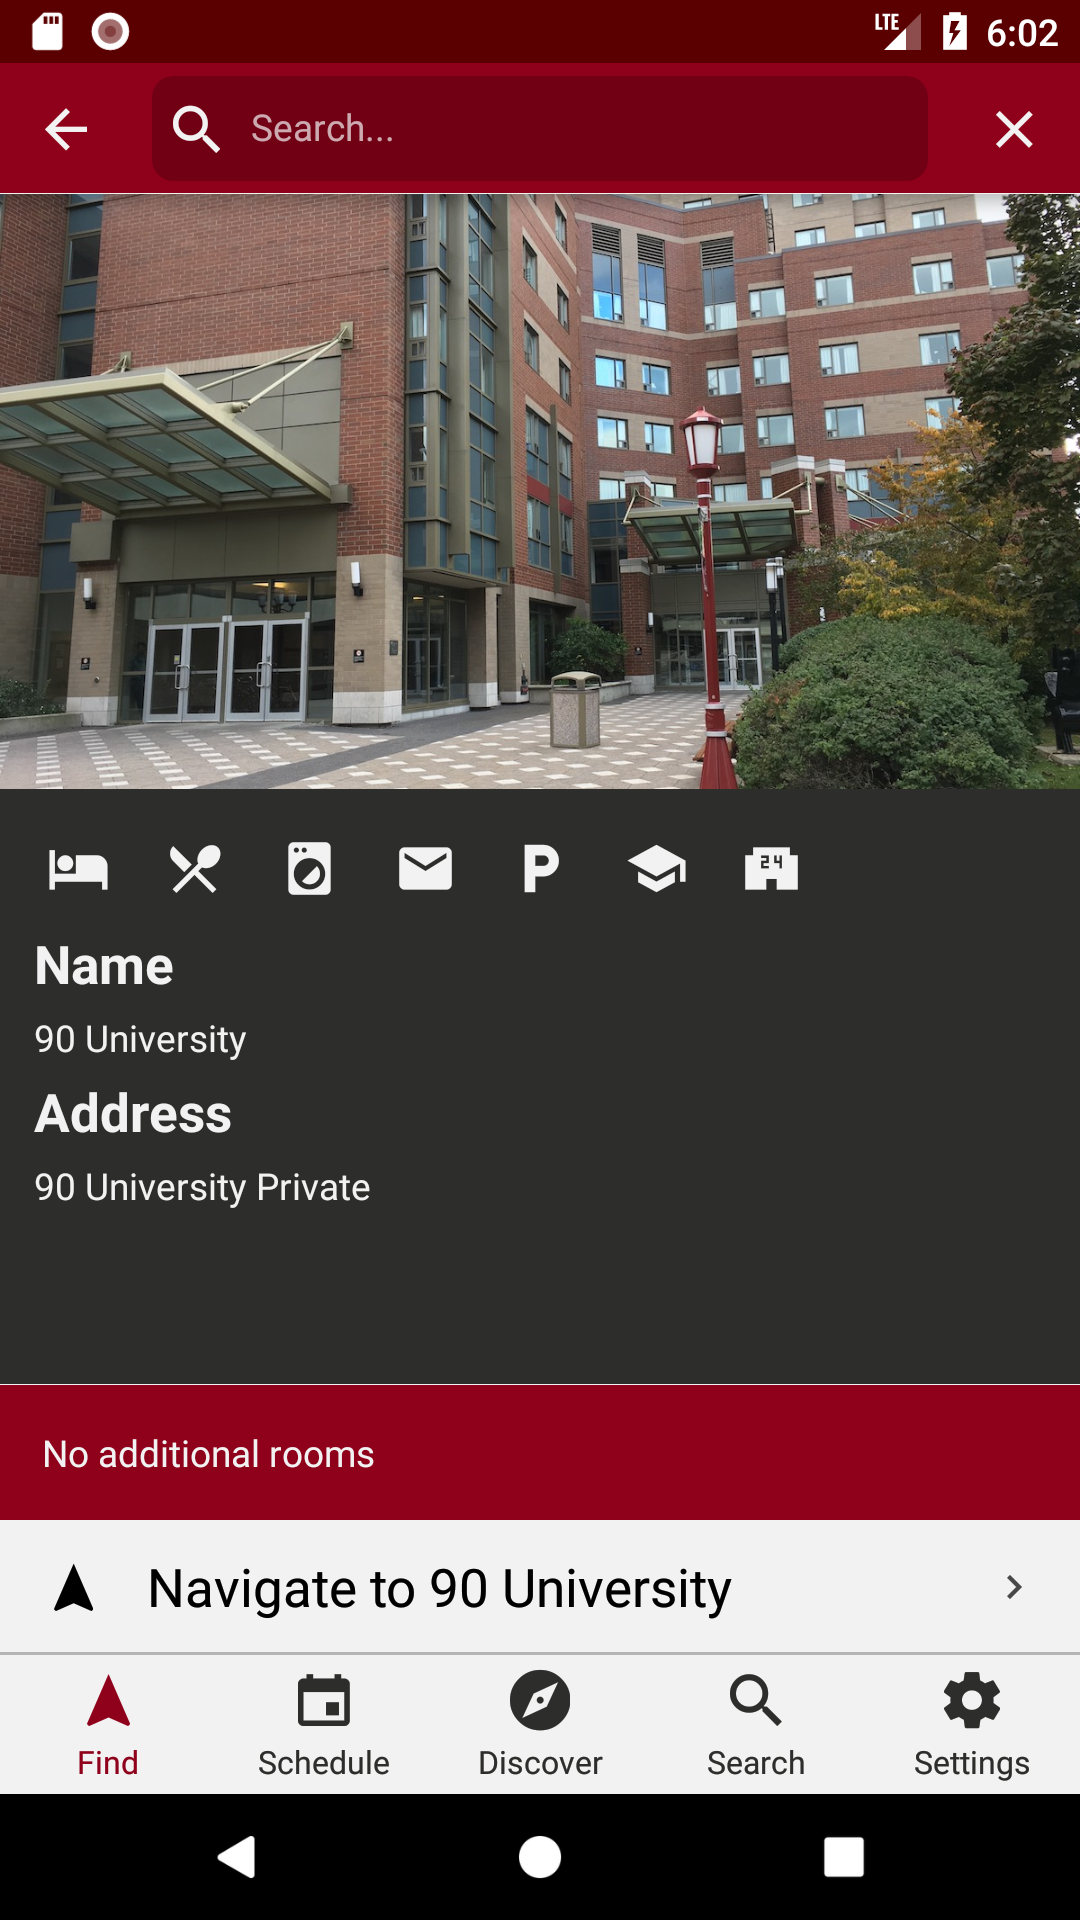 LTE 6:02
Search...
P 24
Name
90 University
Address
90 University Private
No additional rooms
Navigate to 90 University
Find Schedule Discover Search Settings